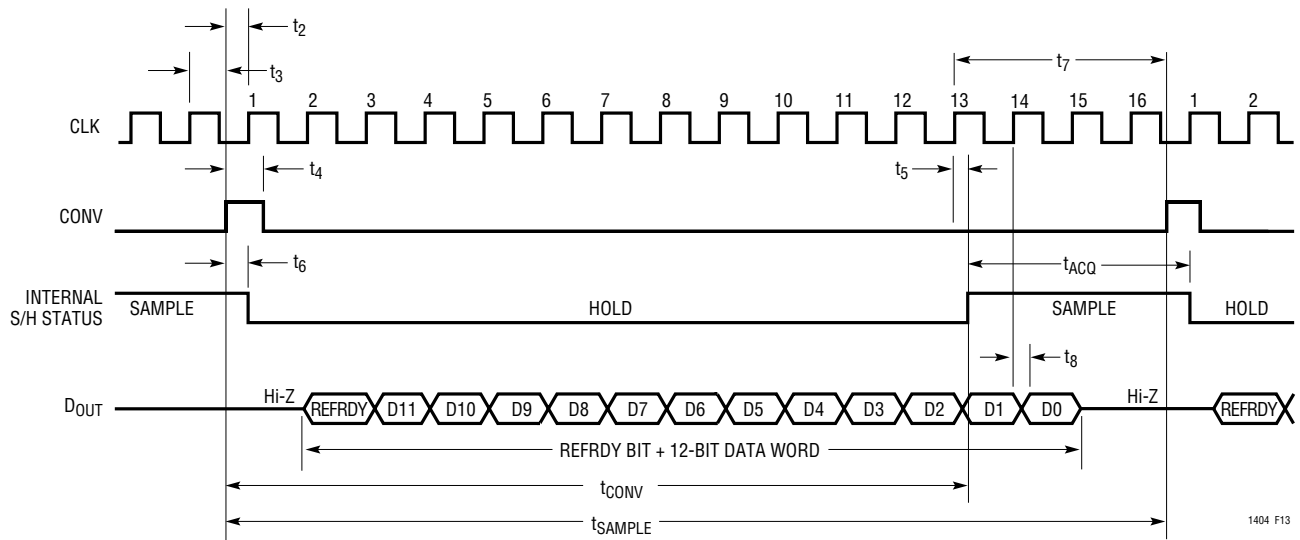 t2
t3
t7
1 2 3 4 5 6 7 8 9 10 11 12 13 14 15 16 1 2
CLK
t4
t5
CONV
t6
tACQ
INTERNAL
S/H STATUS
SAMPLE HOLD SAMPLE HOLD
t8
DOUT
Hi-Z REFRDY D11 D10 D9 D8 D7 D6 D5 D4 D3 D2 D1 D0 Hi-Z REFRDY
REFRDY BIT + 12-BIT DATA WORD
tCONV
tSAMPLE
1404 F13